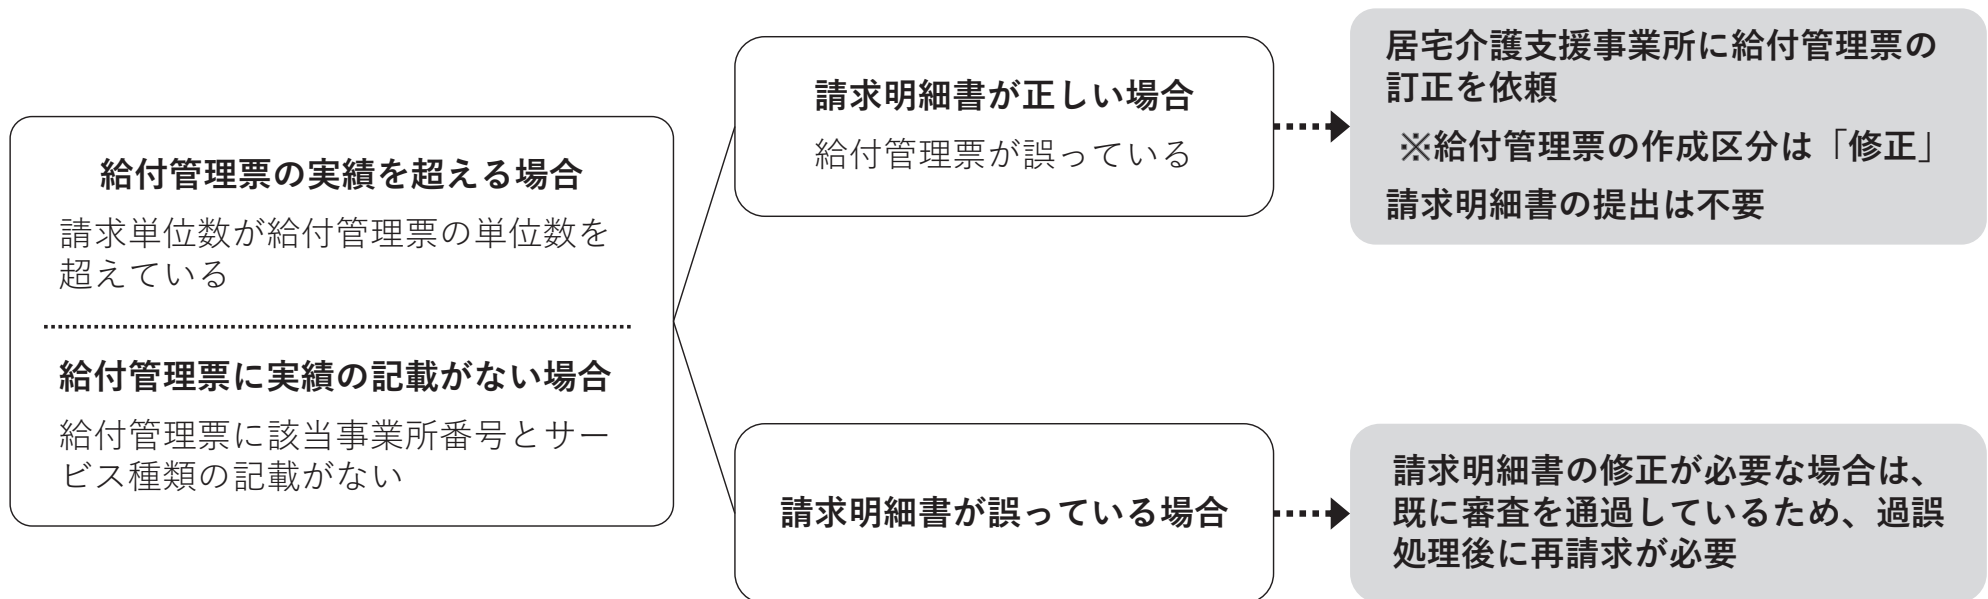 給付管理票の実績を超える場合
請求単位数が給付管理票の単位数を
超えている
給付管理票に実績の記載がない場合
給付管理票に該当事業所番号とサー
ビス種類の記載がない
請求明細書が正しい場合
給付管理票が誤っている
居宅介護支援事業所に給付管理票の
訂正を依頼
※給付管理票の作成区分は「修正」
請求明細書の提出は不要
請求明細書が誤っている場合
請求明細書の修正が必要な場合は、
既に審査を通過しているため、過誤
処理後に再請求が必要